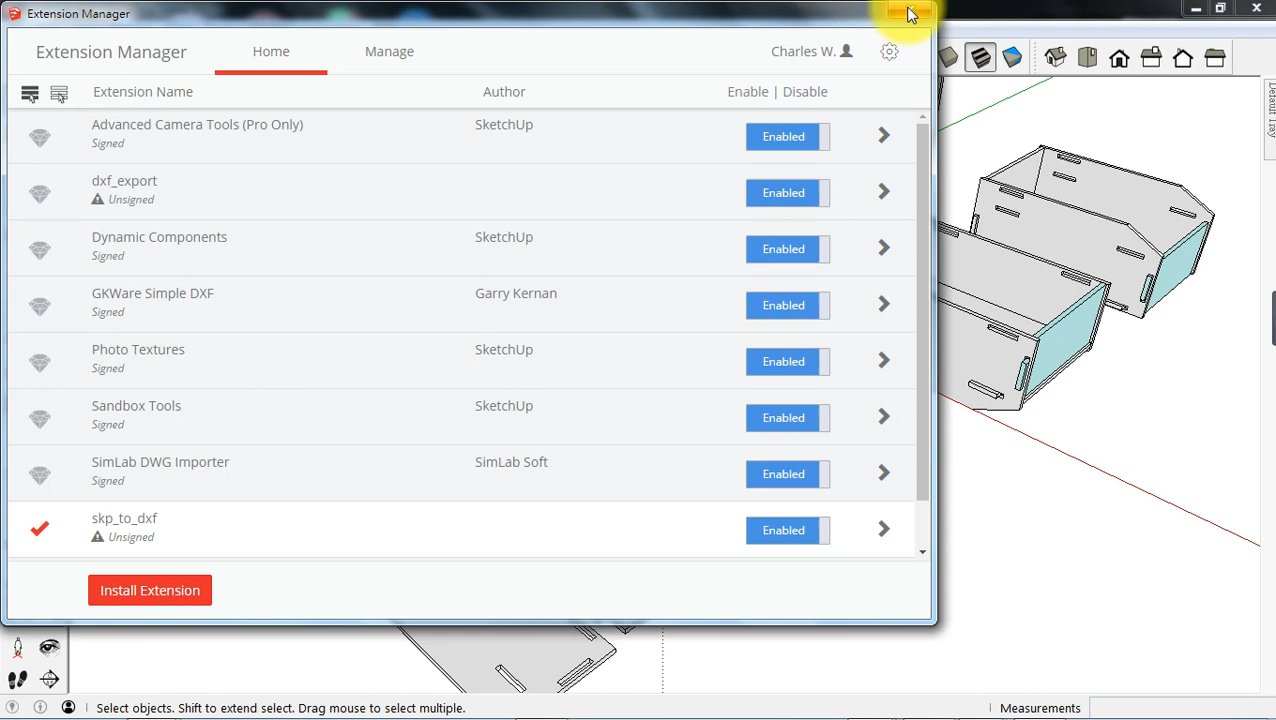 Extension Manager
Extension Manager Home Manage Charles W.
Extension Name Author Enable | Disable
Advanced Camera Tools (Pro Only) SketchUp
Signed
Enabled
dxf_export
Unsigned
Enabled
Dynamic Components SketchUp
Signed
Enabled
GKWare Simple DXF Garry Kernan
Signed
Enabled
Photo Textures SketchUp
Signed
Enabled
Sandbox Tools SketchUp
Signed
Enabled
SimLab DWG Importer SimLab Soft
Signed
Enabled
skp_to_dxf
Unsigned
Enabled
Install Extension
Default Tray
Select objects. Shift to extend select. Drag mouse to select multiple. Measurements